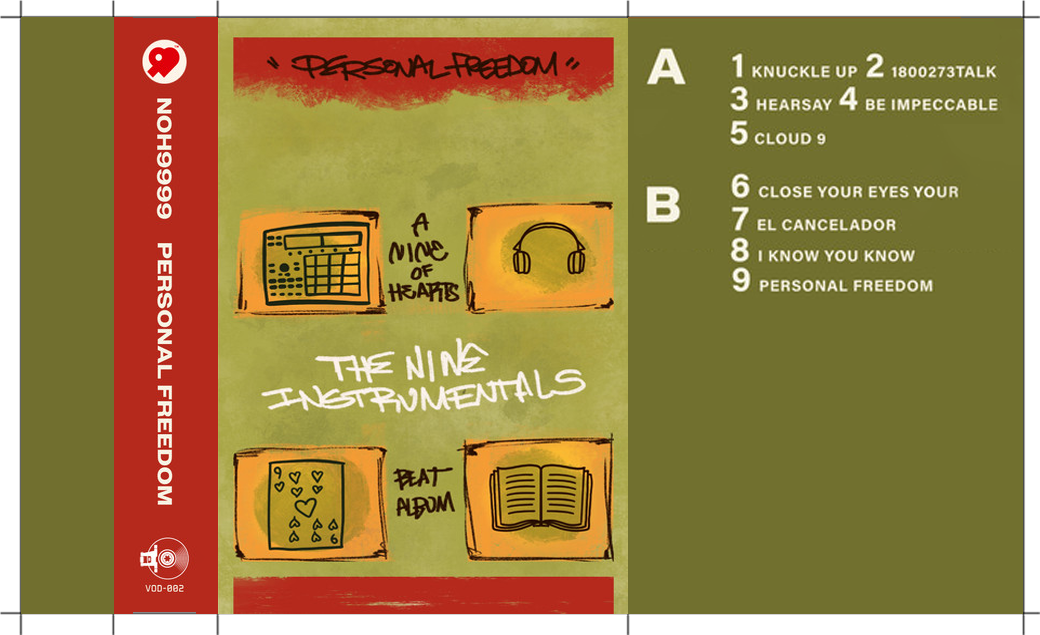 NOH9999 PERSONAL FREEDOM
VOD-002
"PERSONAL FREEDOM"
A
NINE
OF
HEARTS
THE NINE
INSTRUMENTALS
9
9
BEAT
ALBUM
A
1 KNUCKLE UP 2 1800273TALK
3 HEARSAY 4 BE IMPECCABLE
5 CLOUD 9
B
6 CLOSE YOUR EYES YOUR
7 EL CANCELADOR
8 I KNOW YOU KNOW
9 PERSONAL FREEDOM